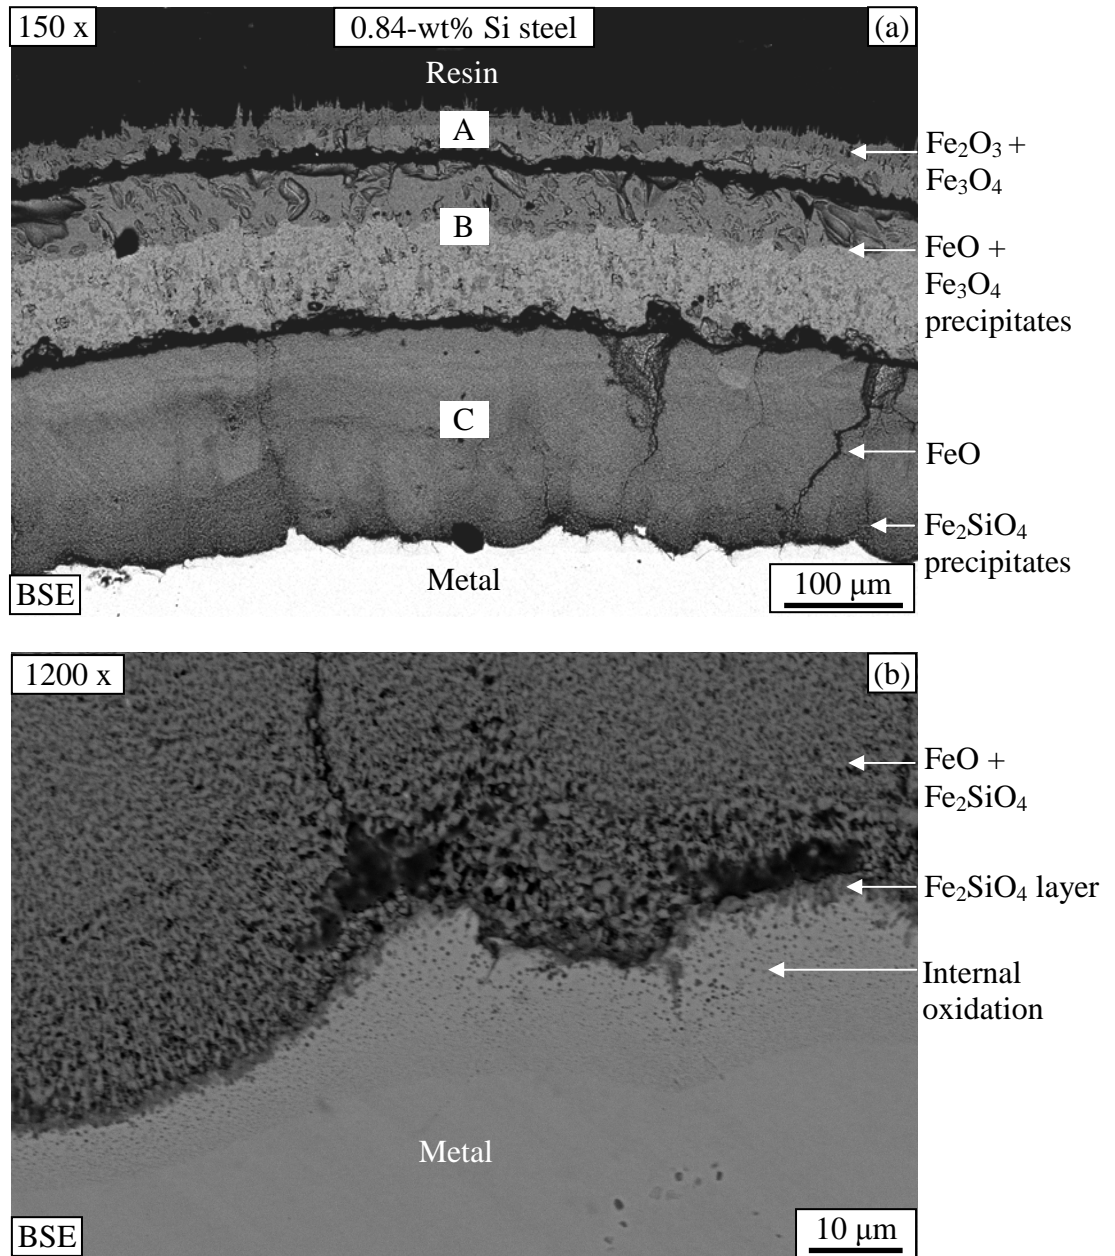 150 x
0.84-wt% Si steel
(a)
Resin
A
Fe₂O₃ +
Fe₃O₄
B
FeO +
Fe₃O₄
precipitates
C
FeO
Fe₂SiO₄
precipitates
Metal
BSE
100 µm
1200 x
(b)
FeO +
Fe₂SiO₄
Fe₂SiO₄ layer
Internal
oxidation
Metal
BSE
10 µm